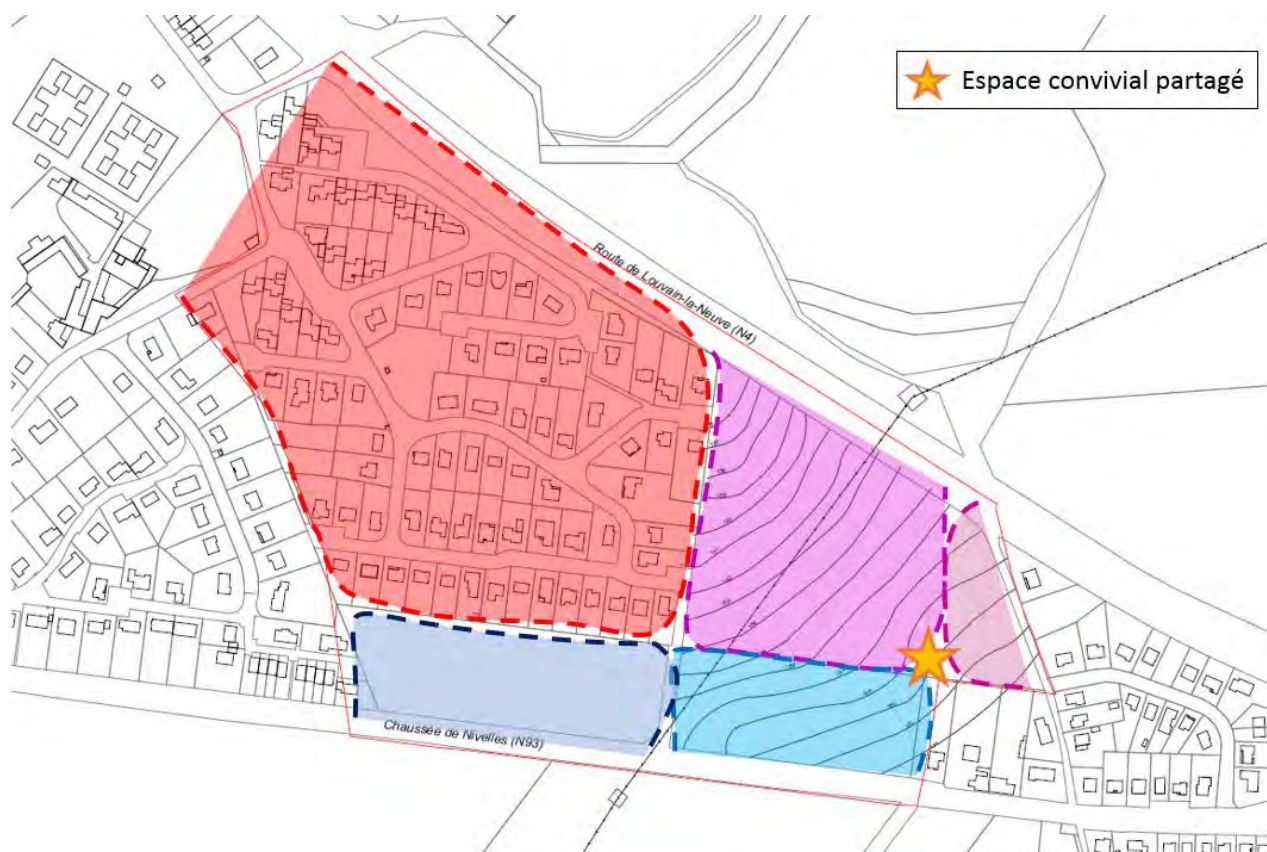 Espace convivial partagé
Route de Louvain-la-Neuve (N4)
Chaussée de Nivelles (N93)